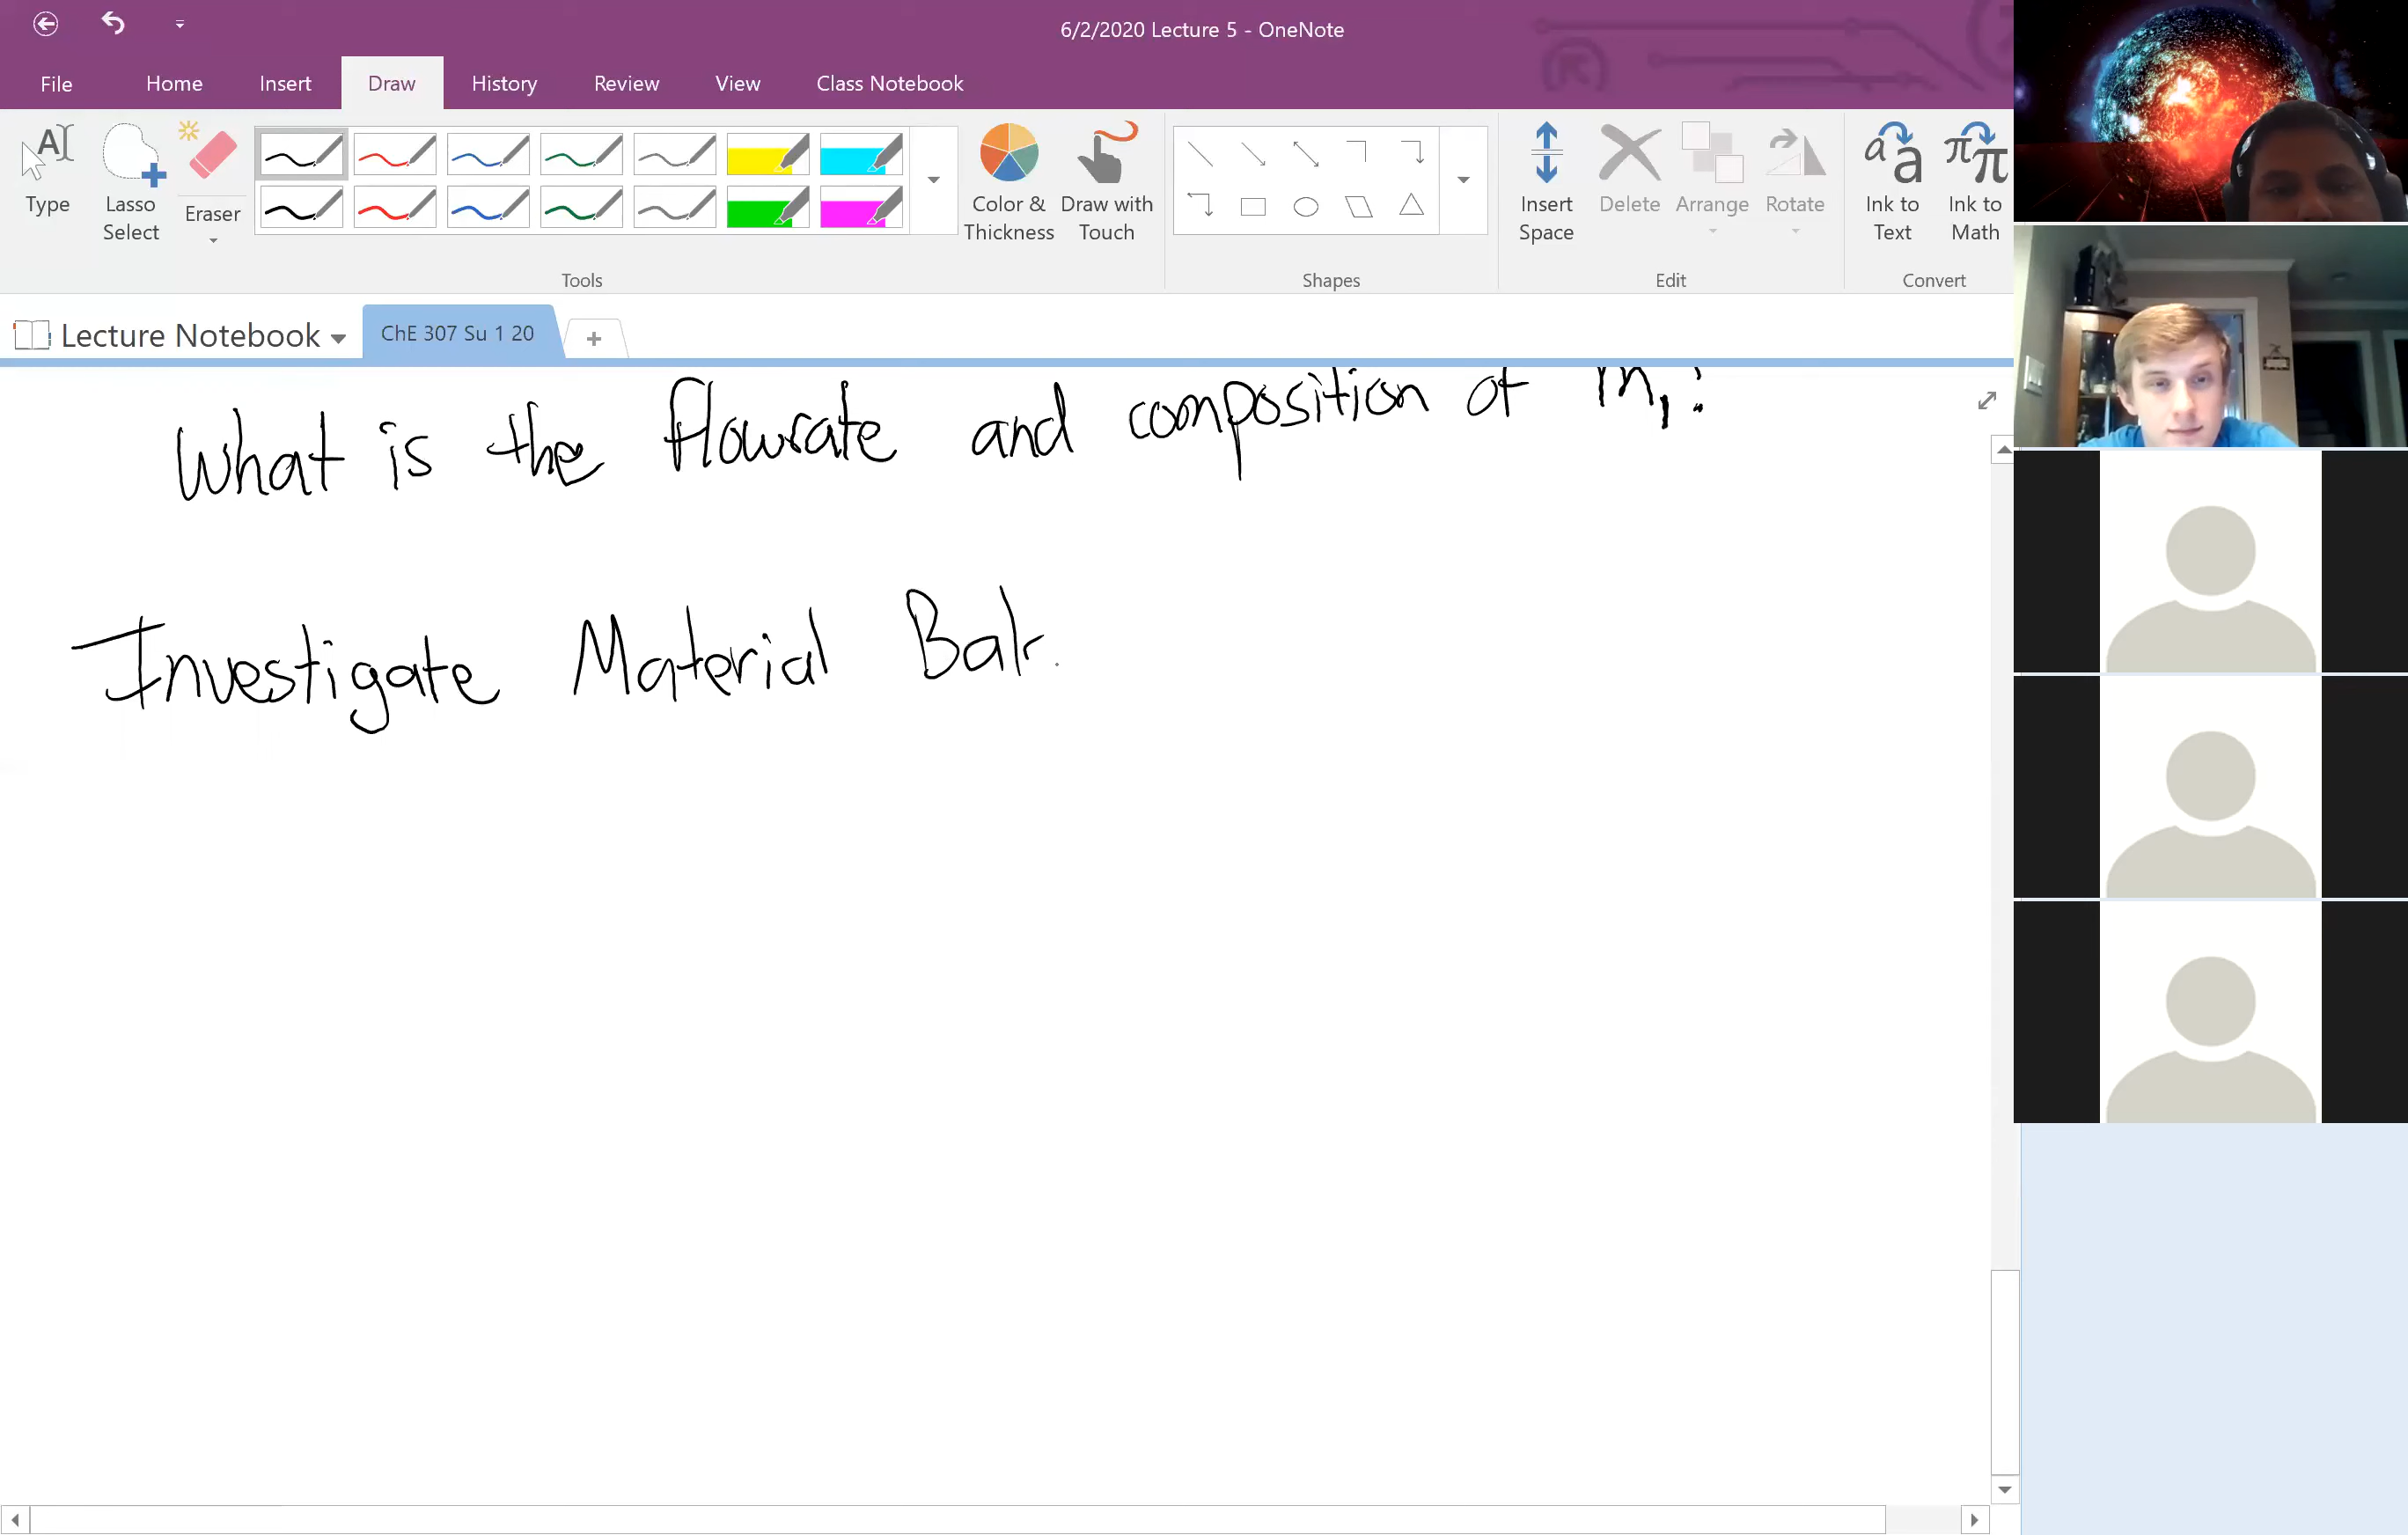 6/2/2020 Lecture 5 - OneNote
File Home Insert Draw History Review View Class Notebook
Type
Lasso Select
Eraser
Color & Thickness
Draw with Touch
Insert Space
Delete
Arrange
Rotate
Ink to Text
Ink to Math
Tools Shapes Edit Convert
Lecture Notebook ChE 307 Su 1 20
What is the flowrate and composition of m₁?
Investigate Material